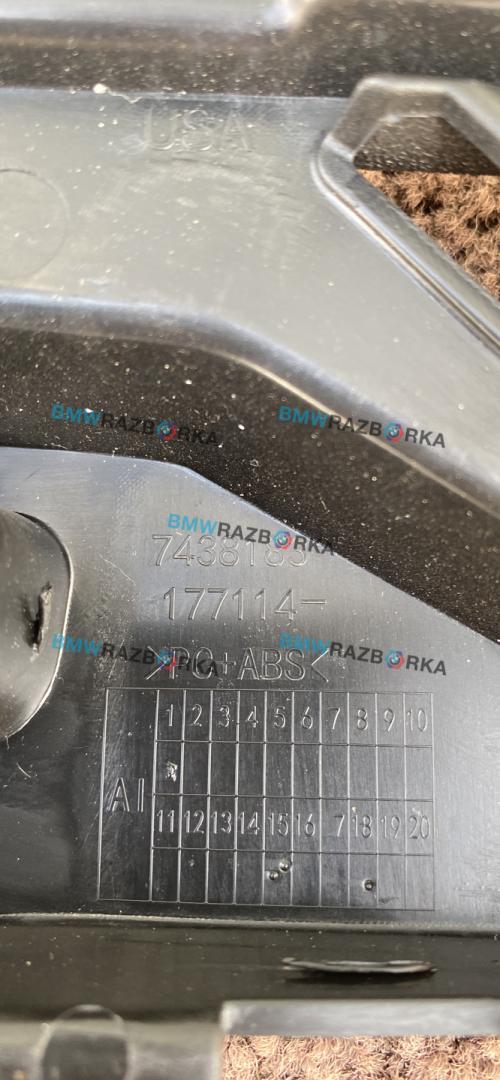 USA
BMWRAZBORKA BMWRAZBORKA
BMWRAZBORKA
7438185
177114-
BMWRAZBORKA BMWRAZBORKA
>PC+ABS<
1 2 3 4 5 6 7 8 9 10
AI
11 12 13 14 15 16 7 18 19 20